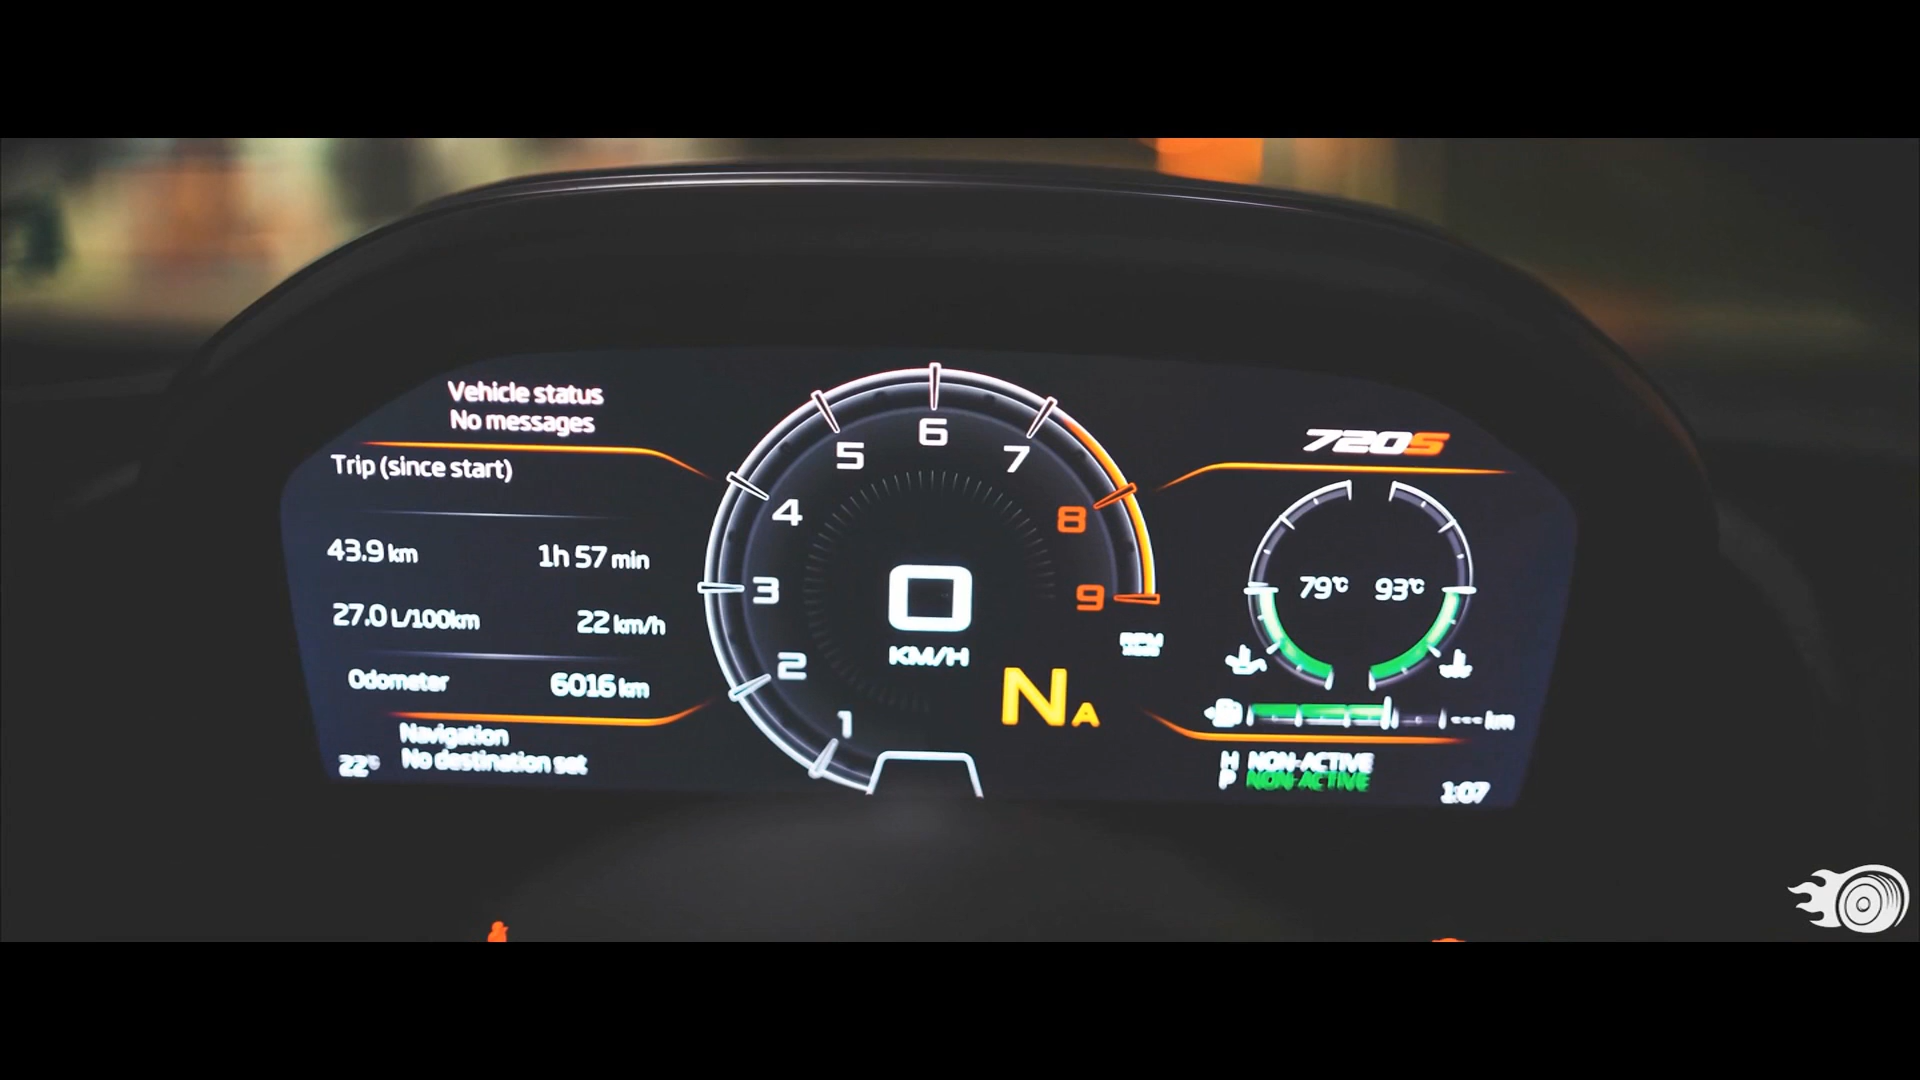 Vehicle status
No messages
Trip (since start)
43.9 km 1h 57 min
27.0 L/100km 22 km/h
Odometer 6016 km
Navigation
No destination set
22°
1
2
3
4
5
6
7
8
9
RPM
0
KM/H
N A
720S
79°C 93°C
--- km
H NON-ACTIVE
P NON-ACTIVE
1:07